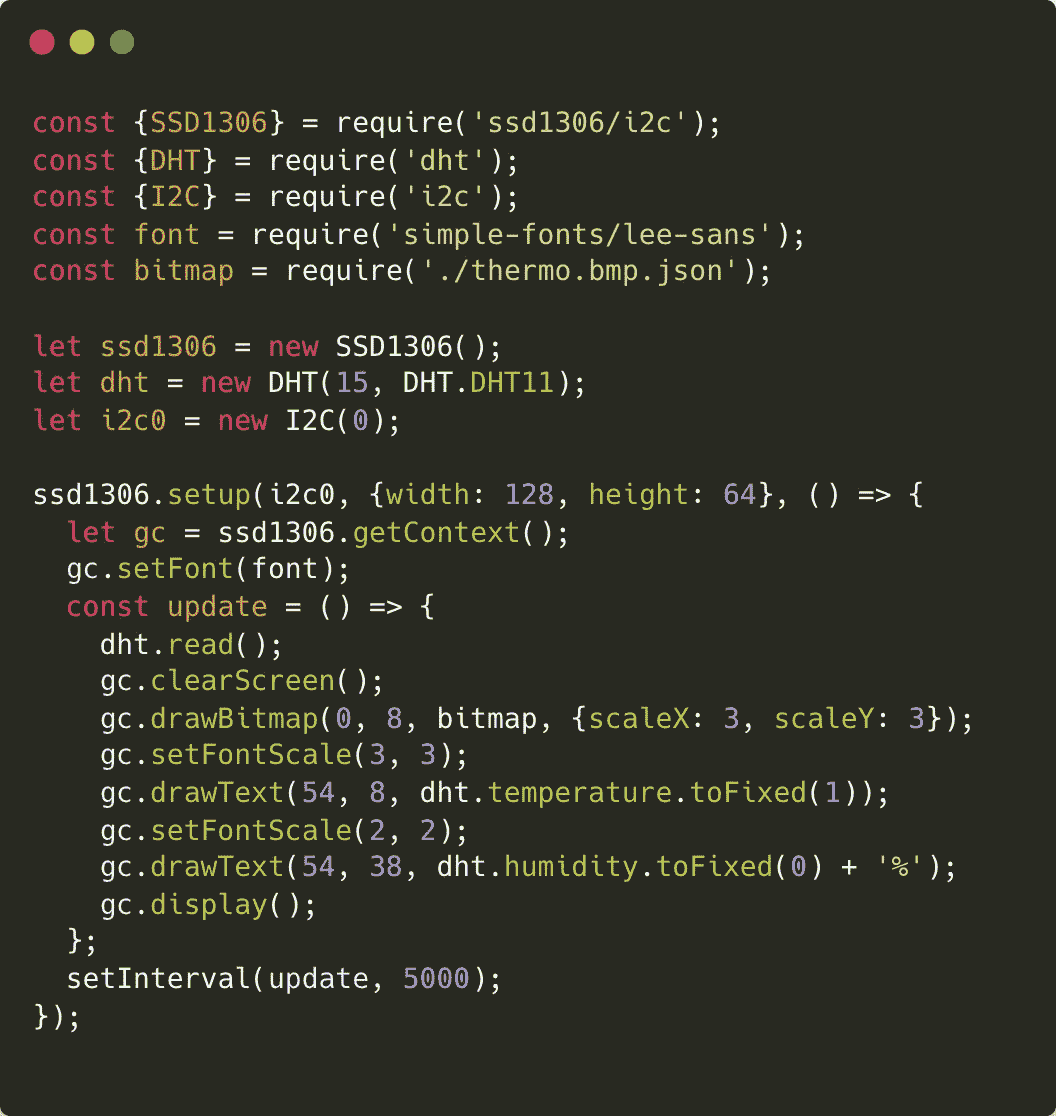 const {SSD1306} = require('ssd1306/i2c');
const {DHT} = require('dht');
const {I2C} = require('i2c');
const font = require('simple-fonts/lee-sans');
const bitmap = require('./thermo.bmp.json');

let ssd1306 = new SSD1306();
let dht = new DHT(15, DHT.DHT11);
let i2c0 = new I2C(0);

ssd1306.setup(i2c0, {width: 128, height: 64}, () => {
  let gc = ssd1306.getContext();
  gc.setFont(font);
  const update = () => {
    dht.read();
    gc.clearScreen();
    gc.drawBitmap(0, 8, bitmap, {scaleX: 3, scaleY: 3});
    gc.setFontScale(3, 3);
    gc.drawText(54, 8, dht.temperature.toFixed(1));
    gc.setFontScale(2, 2);
    gc.drawText(54, 38, dht.humidity.toFixed(0) + '%');
    gc.display();
  };
  setInterval(update, 5000);
});